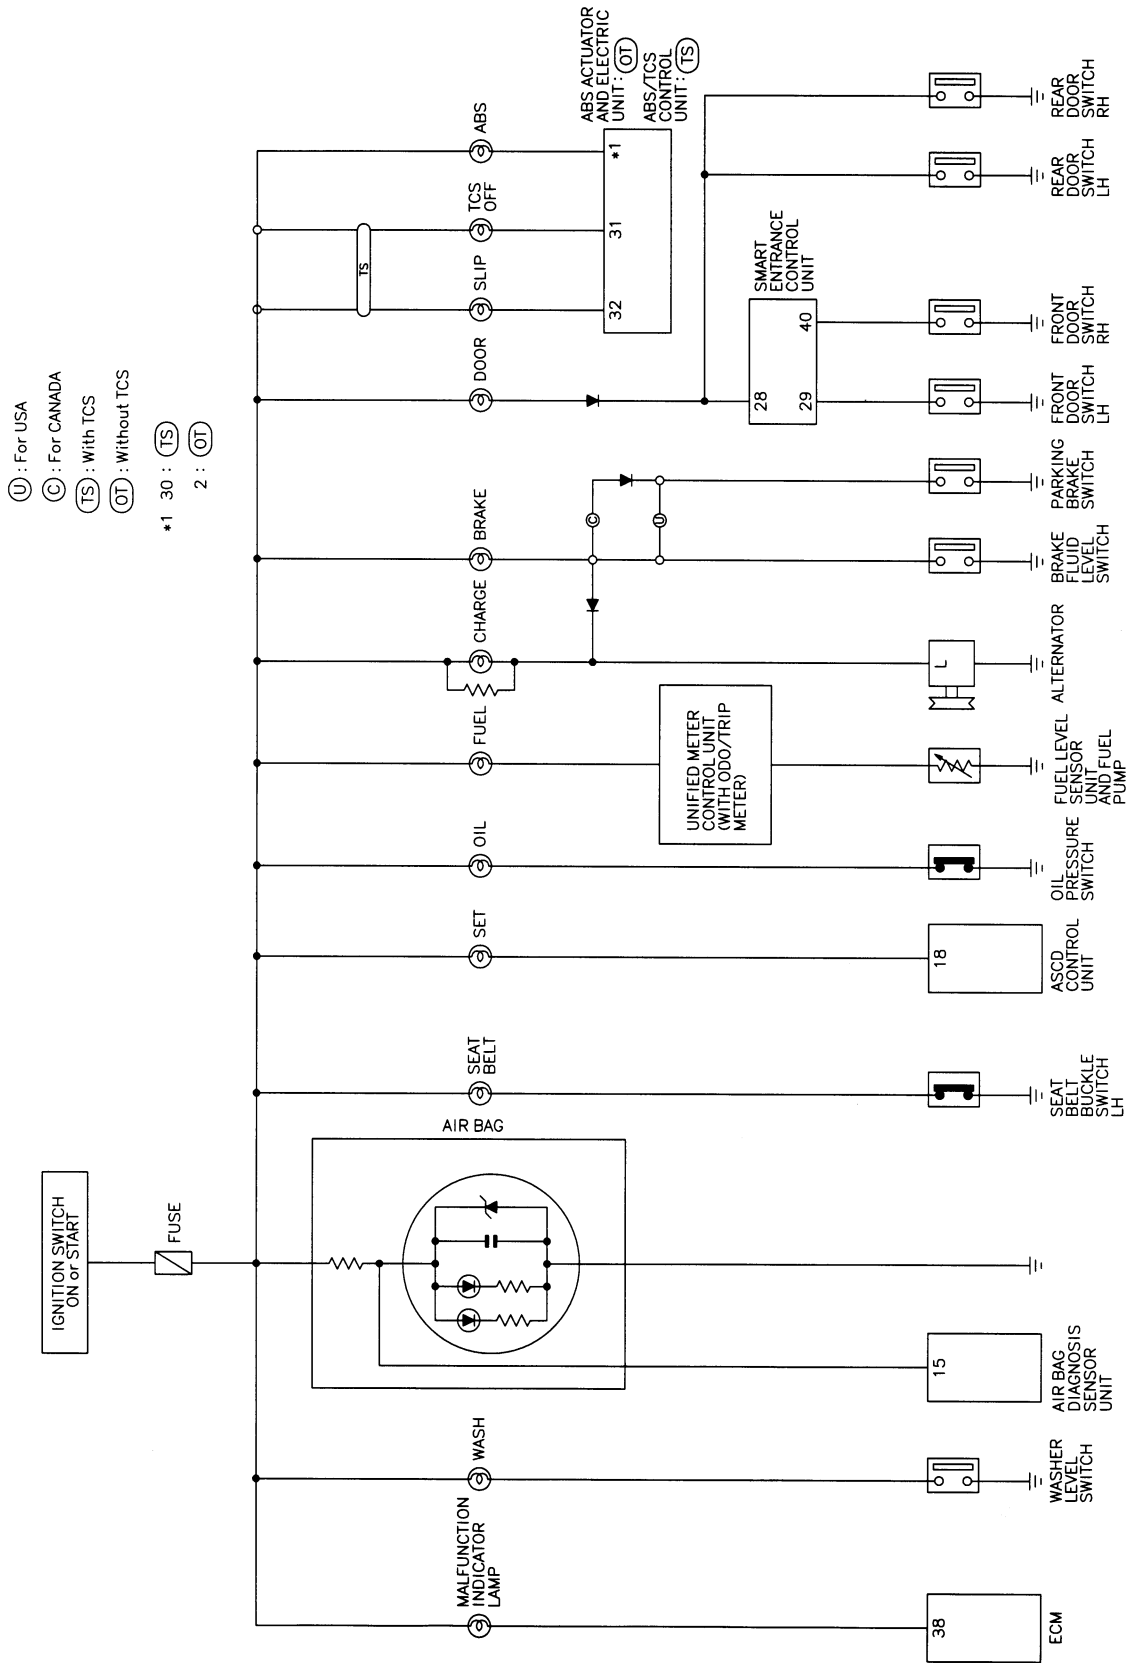 Ⓤ : For USA
Ⓒ : For CANADA
TS : With TCS
OT : Without TCS
*1 30 : TS
2 : OT
IGNITION SWITCH
ON or START
FUSE
MALFUNCTION
INDICATOR
LAMP
WASH
AIR BAG
SEAT
BELT
SET
OIL
FUEL
CHARGE
BRAKE
DOOR
SLIP
TCS
OFF
ABS
TS
C
U
UNIFIED METER
CONTROL UNIT
(WITH ODO/TRIP
METER)
ABS ACTUATOR
AND ELECTRIC
UNIT : OT
ABS/TCS
CONTROL
UNIT : TS
32
31
*1
SMART
ENTRANCE
CONTROL
UNIT
28
29
40
38
ECM
WASHER
LEVEL
SWITCH
15
AIR BAG
DIAGNOSIS
SENSOR
UNIT
SEAT
BELT
BUCKLE
SWITCH
LH
18
ASCD
CONTROL
UNIT
OIL
PRESSURE
SWITCH
FUEL LEVEL
SENSOR
UNIT
AND FUEL
PUMP
L
ALTERNATOR
BRAKE
FLUID
LEVEL
SWITCH
PARKING
BRAKE
SWITCH
FRONT
DOOR
SWITCH
LH
FRONT
DOOR
SWITCH
RH
REAR
DOOR
SWITCH
LH
REAR
DOOR
SWITCH
RH